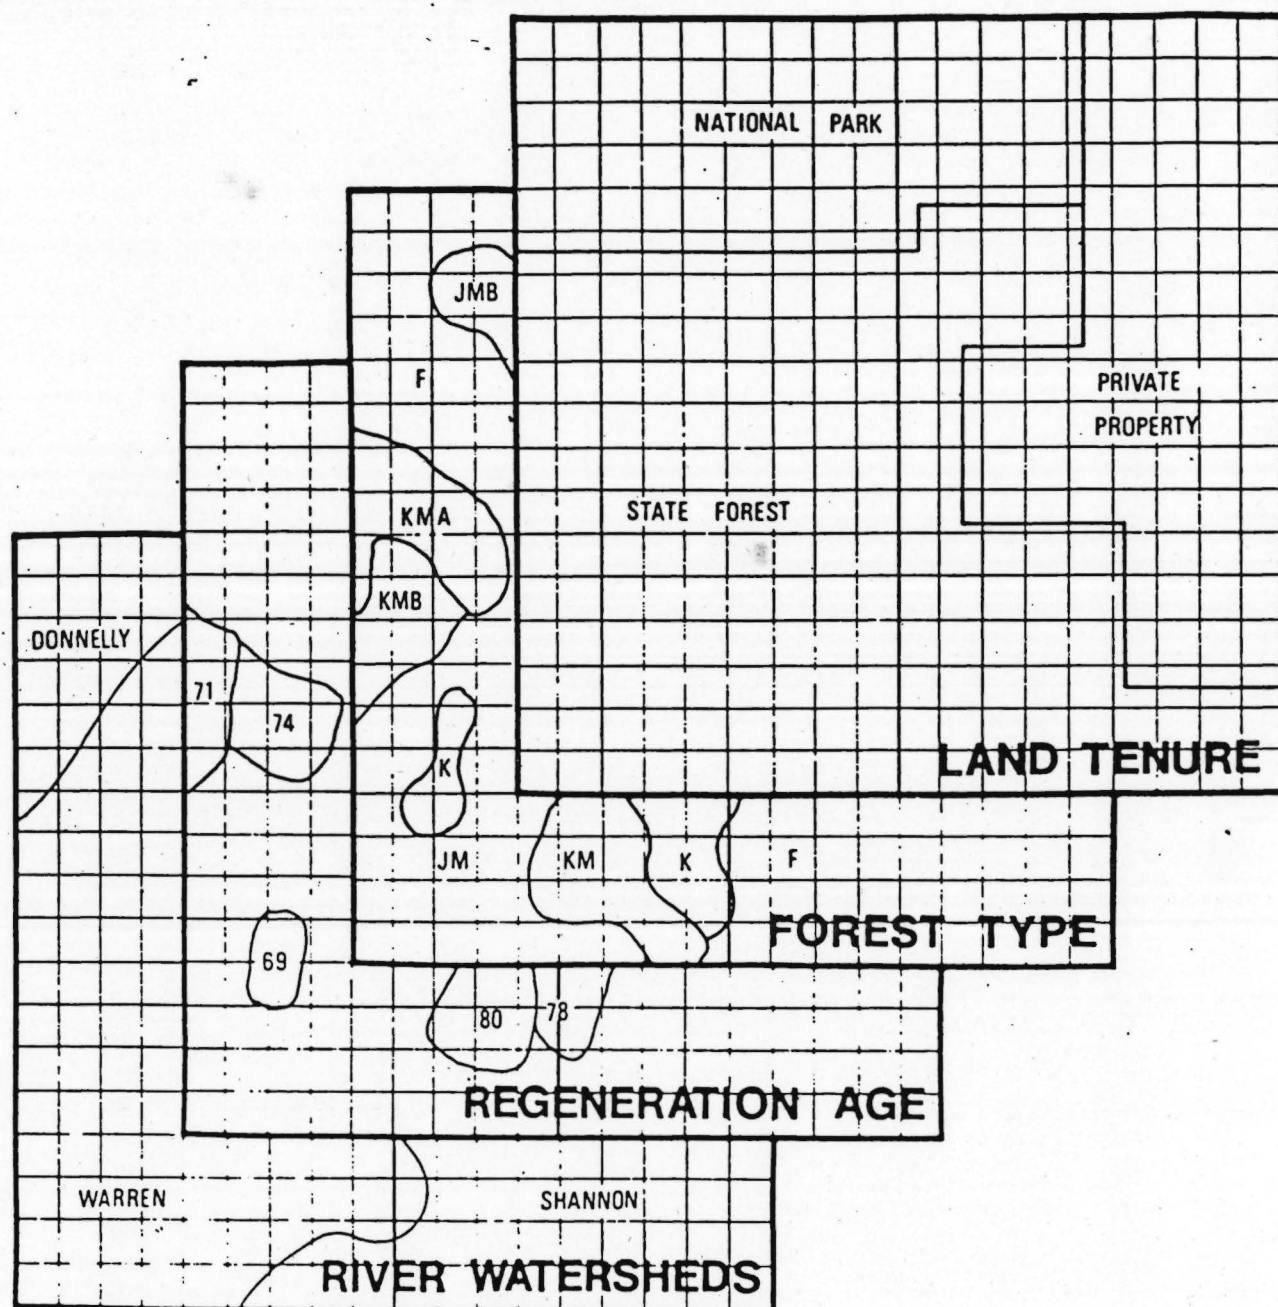 NATIONAL PARK
JMB
F
PRIVATE
PROPERTY
KMA
STATE FOREST
KMB
DONNELLY
71
74
K
LAND TENURE
JM
KM
K
F
FOREST TYPE
69
80
78
REGENERATION AGE
WARREN
SHANNON
RIVER WATERSHEDS